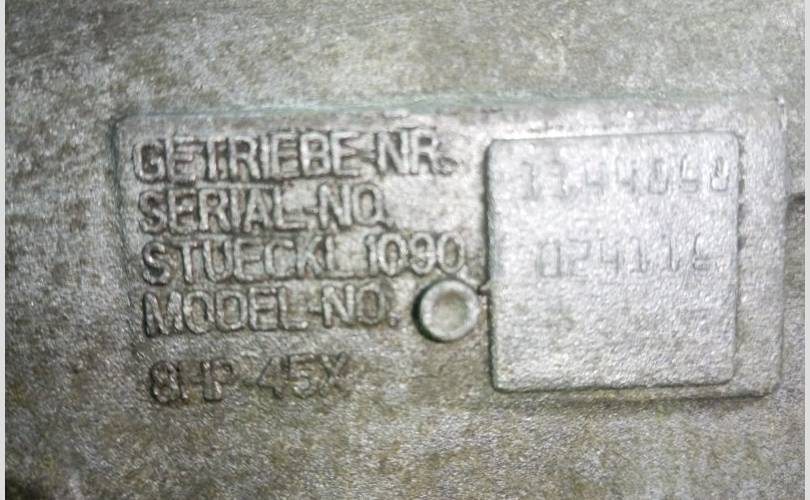 GETRIEBE-NR.
SERIAL-NO.
STUECKL.1090
MODEL-NO.
8HP 45X